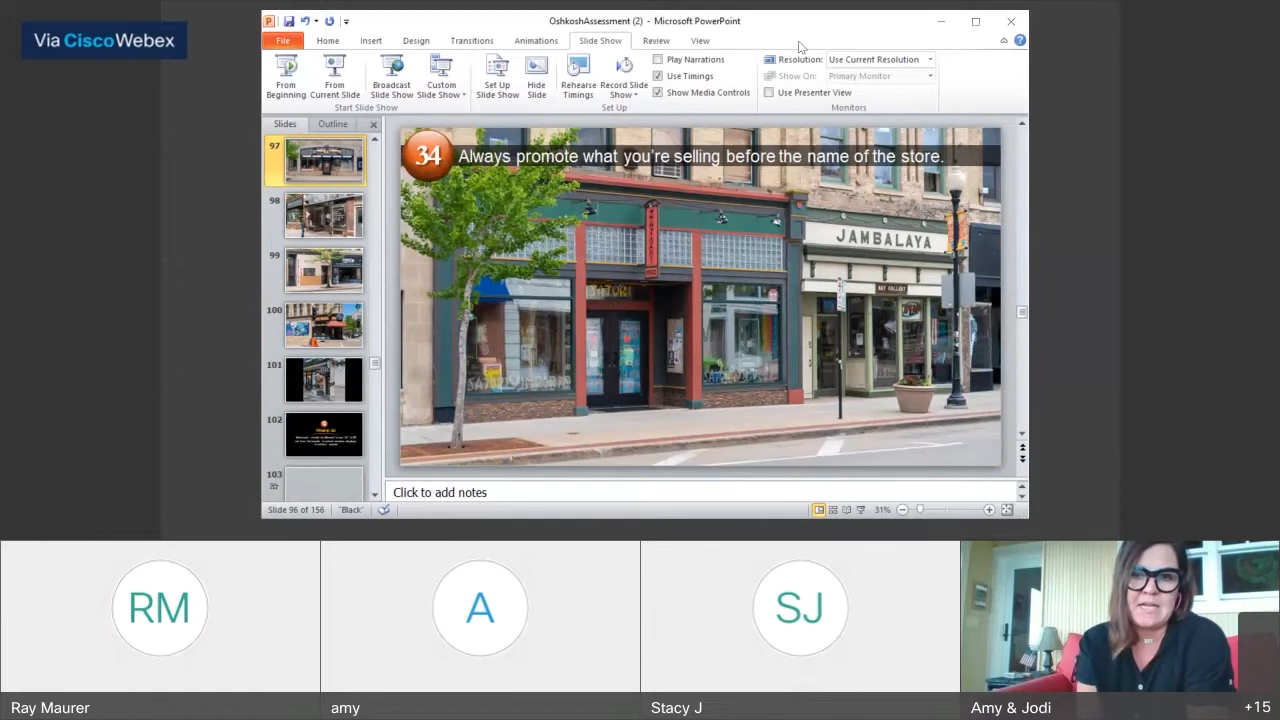 Via Cisco Webex
OshkoshAssessment (2) - Microsoft PowerPoint
File Home Insert Design Transitions Animations Slide Show Review View
From Beginning
From Current Slide
Broadcast Slide Show
Custom Slide Show
Start Slide Show
Set Up Slide Show
Hide Slide
Rehearse Timings
Record Slide Show
Play Narrations
Use Timings
Show Media Controls
Set Up
Resolution: Use Current Resolution
Show On: Primary Monitor
Use Presenter View
Monitors
Slides Outline
97
98
99
100
101
102
103
34 Always promote what you're selling before the name of the store.
JAMBALAYA
ART GALLERY
SATORI
OPEN
Click to add notes
Slide 96 of 156 "Black" 31%
RM
A
SJ
Ray Maurer
amy
Stacy J
Amy & Jodi
+15